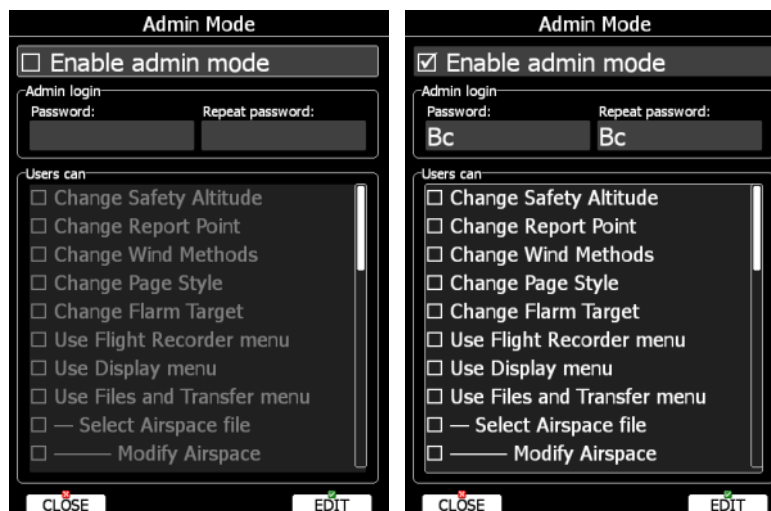 Admin Mode
Enable admin mode
Admin login
Password: Repeat password:
Users can
Change Safety Altitude
Change Report Point
Change Wind Methods
Change Page Style
Change Flarm Target
Use Flight Recorder menu
Use Display menu
Use Files and Transfer menu
— Select Airspace file
——— Modify Airspace
CLOSE EDIT
Admin Mode
Enable admin mode
Admin login
Password: Repeat password:
Bc Bc
Users can
Change Safety Altitude
Change Report Point
Change Wind Methods
Change Page Style
Change Flarm Target
Use Flight Recorder menu
Use Display menu
Use Files and Transfer menu
— Select Airspace file
——— Modify Airspace
CLOSE EDIT